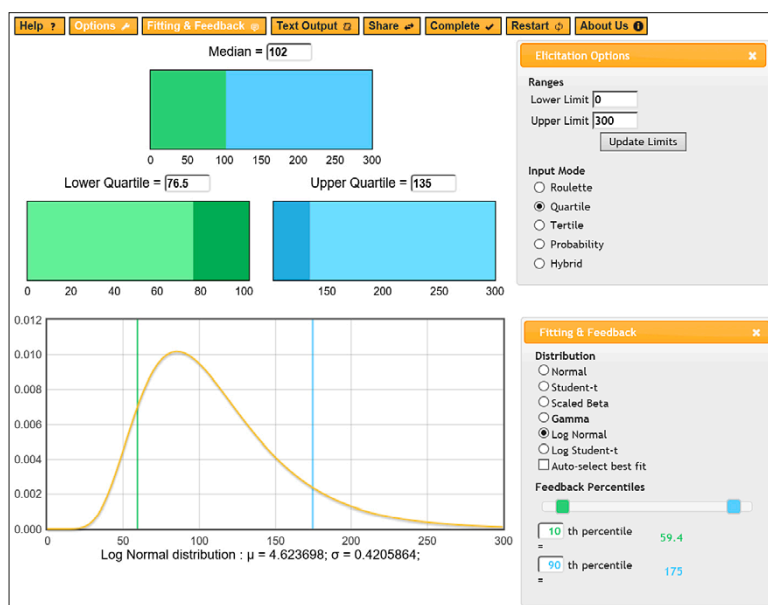 Help ? Options Fitting & Feedback Text Output Share Complete Restart About Us
Median = 102
0 50 100 150 200 250 300
Lower Quartile = 76.5
Upper Quartile = 135
0 20 40 60 80 100
150 200 250 300
0.012
0.010
0.008
0.006
0.004
0.002
0.000
0 50 100 150 200 250 300
Log Normal distribution : μ = 4.623698; σ = 0.4205864;
Elicitation Options
Ranges
Lower Limit 0
Upper Limit 300
Update Limits
Input Mode
Roulette
Quartile
Tertile
Probability
Hybrid
Fitting & Feedback
Distribution
Normal
Student-t
Scaled Beta
Gamma
Log Normal
Log Student-t
Auto-select best fit
Feedback Percentiles
10 th percentile
= 59.4
90 th percentile
= 175